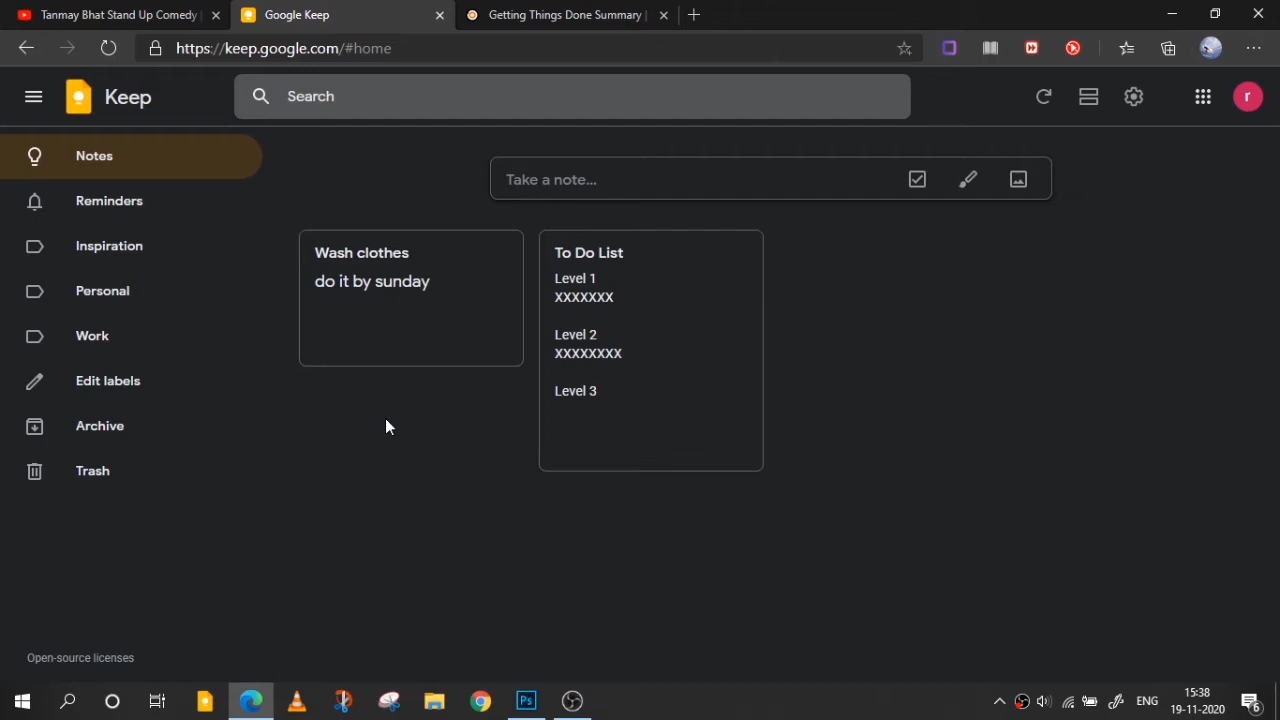 Tanmay Bhat Stand Up Comedy
Google Keep
Getting Things Done Summary |
https://keep.google.com/#home
Keep
Search
r
Notes
Reminders
Inspiration
Personal
Work
Edit labels
Archive
Trash
Take a note...
Wash clothes
do it by sunday
To Do List
Level 1
XXXXXXX
Level 2
XXXXXXXX
Level 3
Open-source licenses
Ps
ENG
15:38
19-11-2020
6